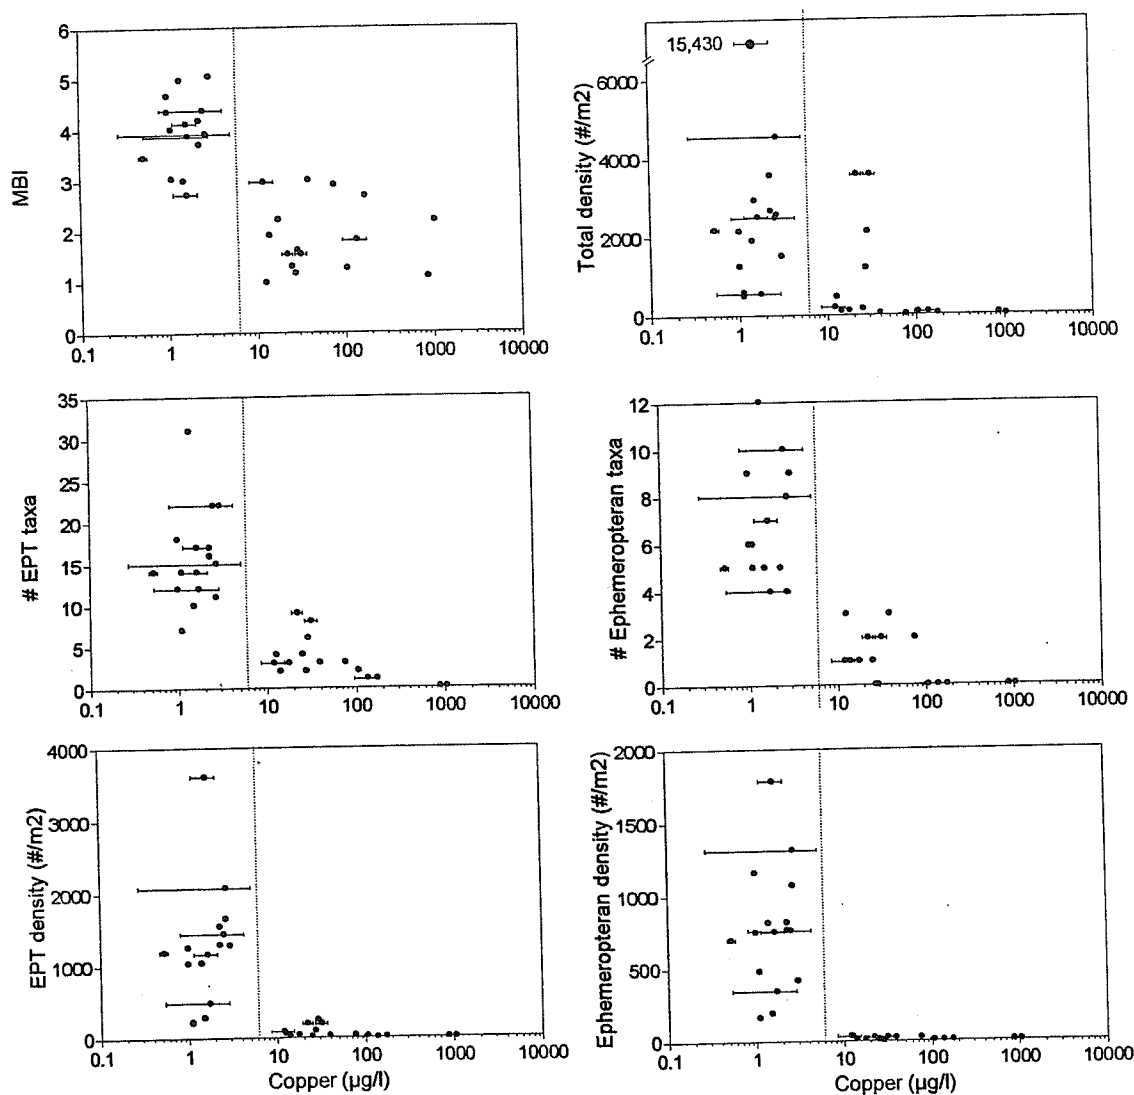 MBI
6
5
4
3
2
1
0
0.1 1 10 100 1000 10000
Total density (#/m2)
15,430
6000
4000
2000
0
0.1 1 10 100 1000 10000
# EPT taxa
35
30
25
20
15
10
5
0
0.1 1 10 100 1000 10000
# Ephemeropteran taxa
12
10
8
6
4
2
0
0.1 1 10 100 1000 10000
EPT density (#/m2)
4000
3000
2000
1000
0
0.1 1 10 100 1000 10000
Copper (µg/l)
Ephemeropteran density (#/m2)
2000
1500
1000
500
0
0.1 1 10 100 1000 10000
Copper (µg/l)